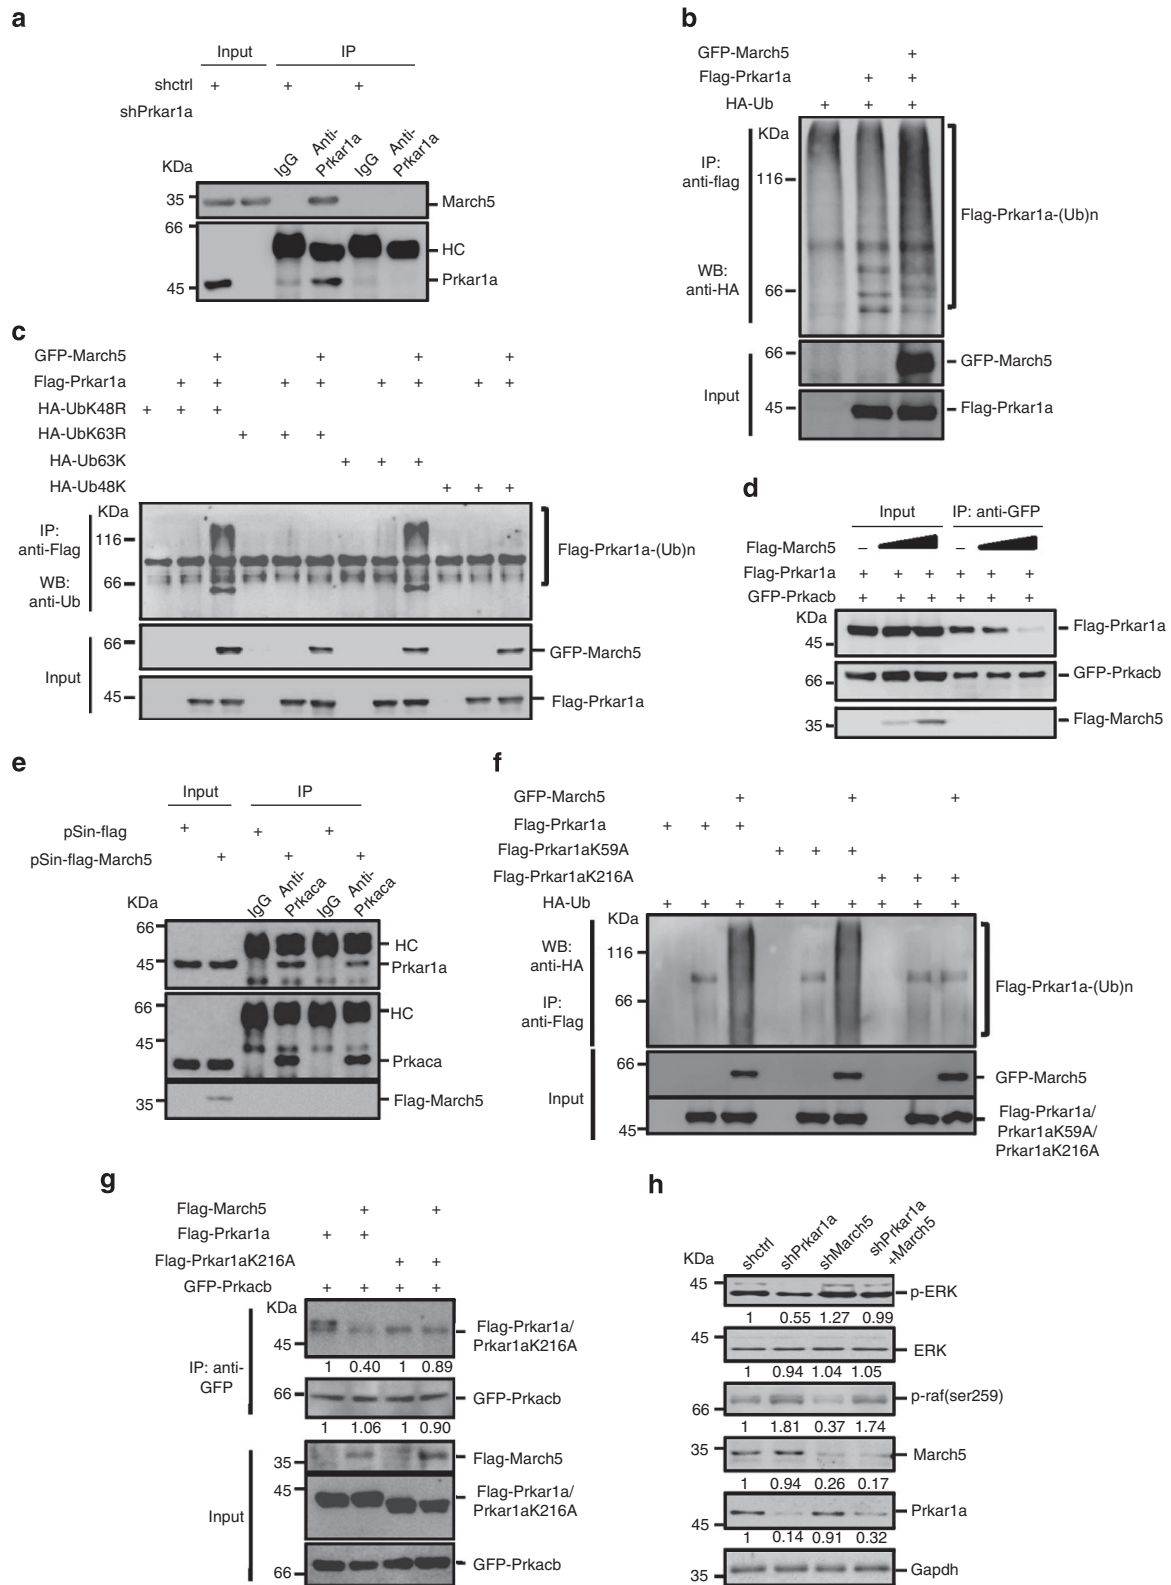 a
Input IP
shctrl + + +
shPrkar1a
KDa IgG Anti-Prkar1a IgG Anti-Prkar1a
35 March5
66
HC
45 Prkar1a
b
GFP-March5 +
Flag-Prkar1a + +
HA-Ub + + +
KDa
IP: anti-flag
116
Flag-Prkar1a-(Ub)n
WB: anti-HA
66
66
GFP-March5
Input
45 Flag-Prkar1a
c
GFP-March5 + + + +
Flag-Prkar1a + + + + + + + +
HA-UbK48R + + +
HA-UbK63R + + +
HA-Ub63K + + +
HA-Ub48K + + +
KDa
IP: anti-Flag
116
Flag-Prkar1a-(Ub)n
WB: anti-Ub
66
66
GFP-March5
Input
45 Flag-Prkar1a
d
Input IP: anti-GFP
Flag-March5 – –
Flag-Prkar1a + + + + + +
GFP-Prkacb + + + + + +
KDa
45 Flag-Prkar1a
66 GFP-Prkacb
35 Flag-March5
e
Input IP
pSin-flag + + +
pSin-flag-March5 + + +
KDa IgG Anti-Prkaca IgG Anti-Prkaca
66
HC
45 Prkar1a
66 HC
45
Prkaca
35 Flag-March5
f
GFP-March5 + + +
Flag-Prkar1a + + +
Flag-Prkar1aK59A + + +
Flag-Prkar1aK216A + + +
HA-Ub + + + + + + + + +
KDa
WB: anti-HA
116
Flag-Prkar1a-(Ub)n
IP: anti-Flag
66
66
GFP-March5
Input
45 Flag-Prkar1a/
Prkar1aK59A/
Prkar1aK216A
g
Flag-March5 + +
Flag-Prkar1a + +
Flag-Prkar1aK216A + +
GFP-Prkacb + + + +
KDa
45 Flag-Prkar1a/
Prkar1aK216A
IP: anti-GFP
1 0.40 1 0.89
66 GFP-Prkacb
1 1.06 1 0.90
35 Flag-March5
45 Flag-Prkar1a/
Prkar1aK216A
Input
66 GFP-Prkacb
h
KDa shctrl shPrkar1a shMarch5 shPrkar1a +March5
45 p-ERK
1 0.55 1.27 0.99
45 ERK
1 0.94 1.04 1.05
66 p-raf(ser259)
1 1.81 0.37 1.74
35 March5
1 0.94 0.26 0.17
45 Prkar1a
1 0.14 0.91 0.32
35 Gapdh